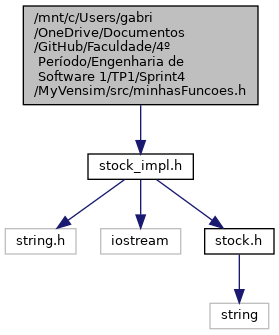 /mnt/c/Users/gabri
/OneDrive/Documentos
/GitHub/Faculdade/4º
Período/Engenharia de
Software 1/TP1/Sprint4
/MyVensim/src/minhasFuncoes.h
stock_impl.h
string.h
iostream
stock.h
string